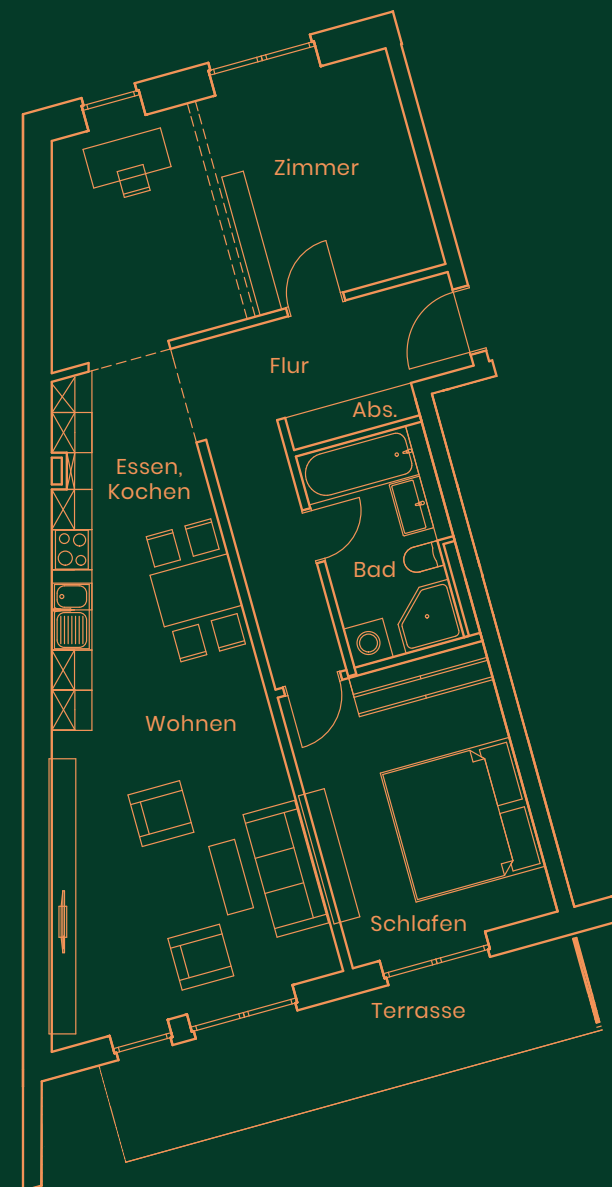 Zimmer
Flur
Abs.
Essen,
Kochen
Bad
Wohnen
Schlafen
Terrasse